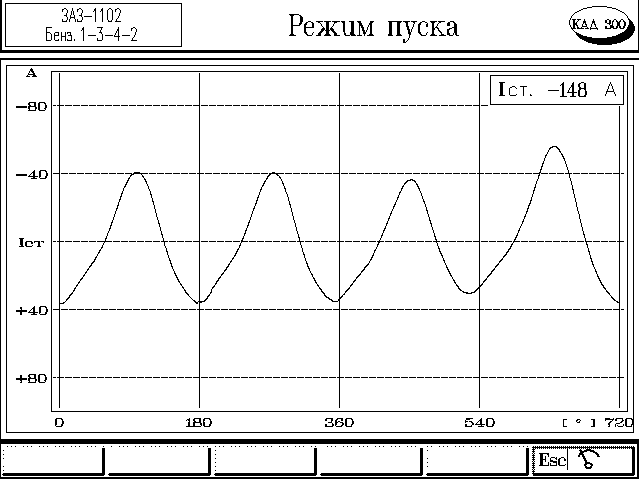 ЗАЗ-1102
Бенз. 1-3-4-2
Режим пуска
КАД 300
А
Iст. -148 А
-80
-40
Iст
+40
+80
0 180 360 540 [ ° ] 720
Esc